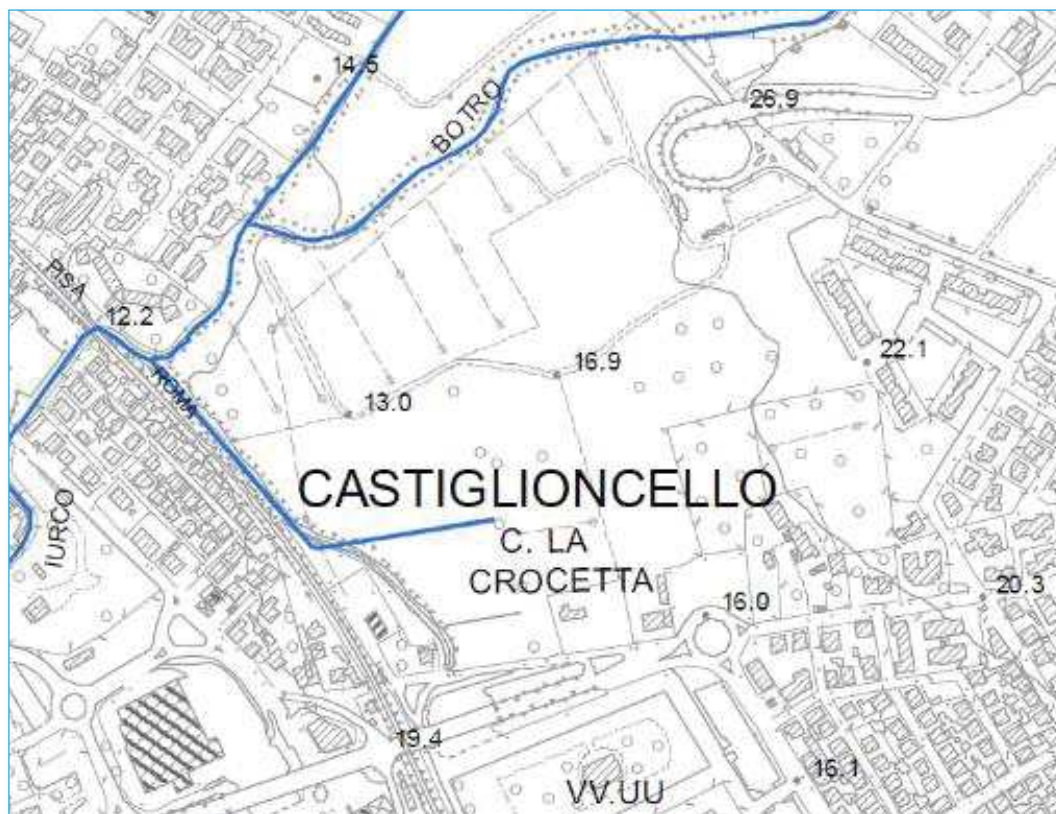 14.5
BOTRO
26.9
PISA
12.2
ROMA
16.9
22.1
13.0
CASTIGLIONCELLO
C. LA
CROCETTA
IURCO
16.0
20.3
19.4
VV.UU
16.1